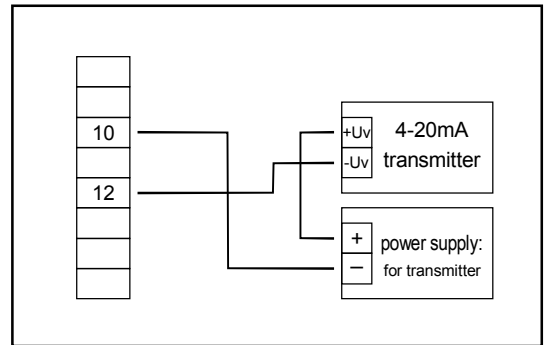 10
12
+Uv
-Uv
4-20mA
transmitter
+
−
power supply:
for transmitter